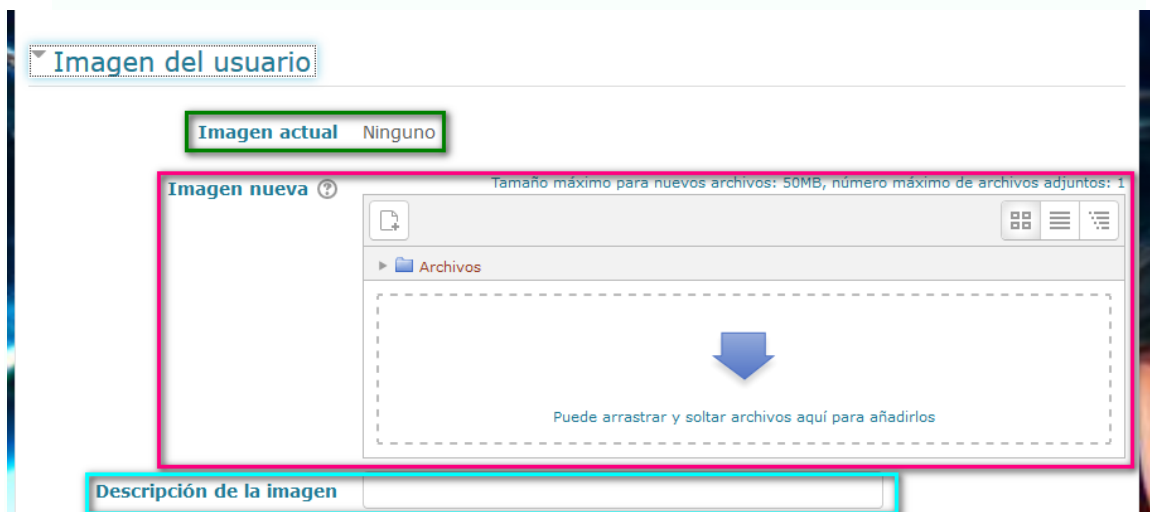 Imagen del usuario
Imagen actual Ninguno
Imagen nueva
Tamaño máximo para nuevos archivos: 50MB, número máximo de archivos adjuntos: 1
Archivos
Puede arrastrar y soltar archivos aquí para añadirlos
Descripción de la imagen